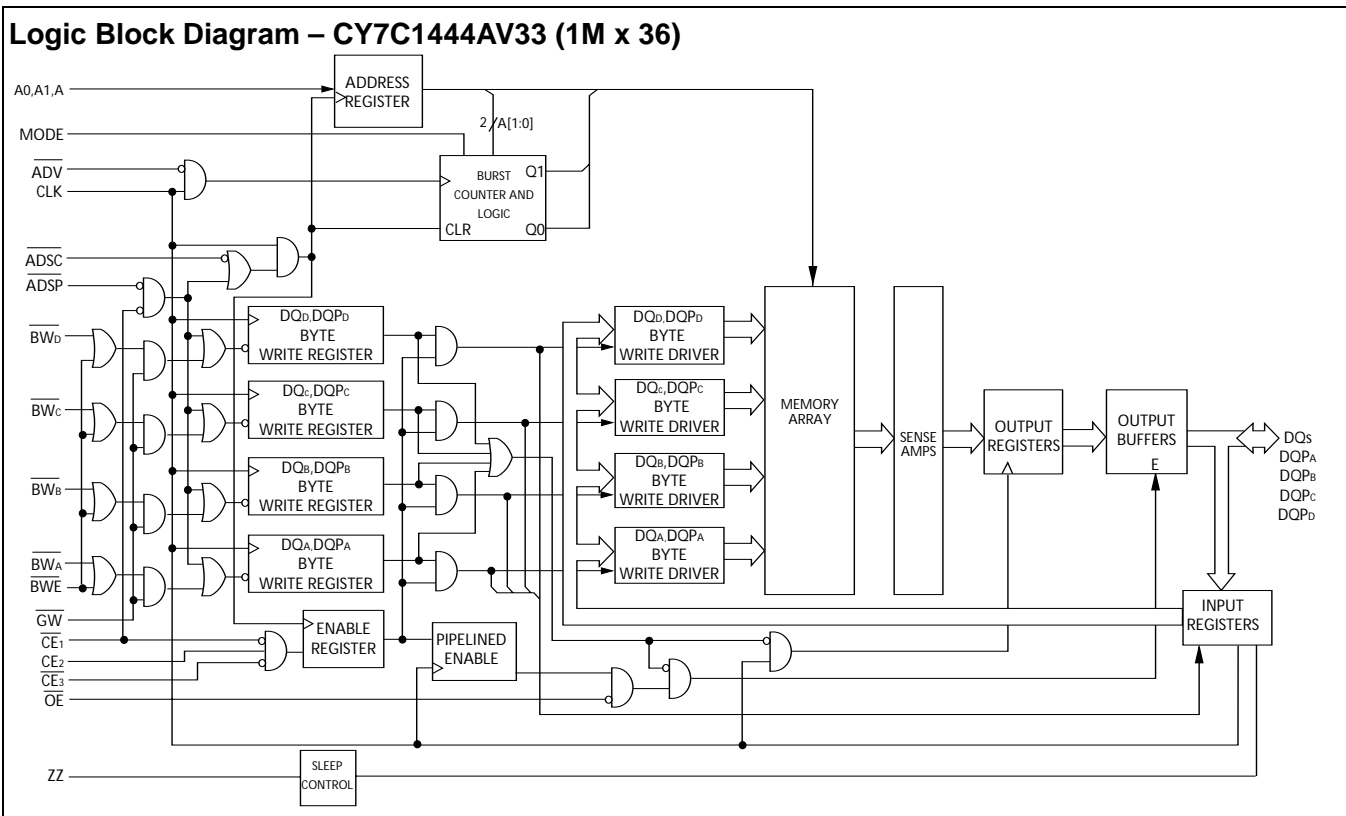 Logic Block Diagram – CY7C1444AV33 (1M x 36)
A0,A1,A
ADDRESS
REGISTER
MODE
2
A[1:0]
ADV
CLK
BURST
COUNTER AND
LOGIC
Q1
CLR
Q0
ADSC
ADSP
BWD
DQD,DQPD
BYTE
WRITE REGISTER
DQD,DQPD
BYTE
WRITE DRIVER
BWC
DQc,DQPC
BYTE
WRITE REGISTER
DQc,DQPC
BYTE
WRITE DRIVER
MEMORY
ARRAY
SENSE
AMPS
OUTPUT
REGISTERS
OUTPUT
BUFFERS
E
DQs
DQPA
DQPB
DQPC
DQPD
BWB
DQB,DQPB
BYTE
WRITE REGISTER
DQB,DQPB
BYTE
WRITE DRIVER
BWA
BWE
DQA,DQPA
BYTE
WRITE REGISTER
DQA,DQPA
BYTE
WRITE DRIVER
GW
CE1
CE2
CE3
OE
ENABLE
REGISTER
PIPELINED
ENABLE
INPUT
REGISTERS
ZZ
SLEEP
CONTROL